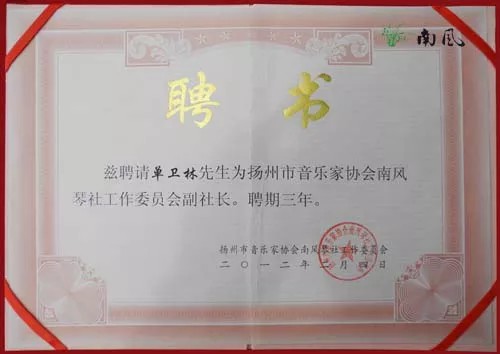 南风
聘书
兹聘请单卫林先生为扬州市音乐家协会南风
琴社工作委员会副社长。聘期三年。
扬州市音乐家协会南风琴社工作委员会
二〇一二年 月四日